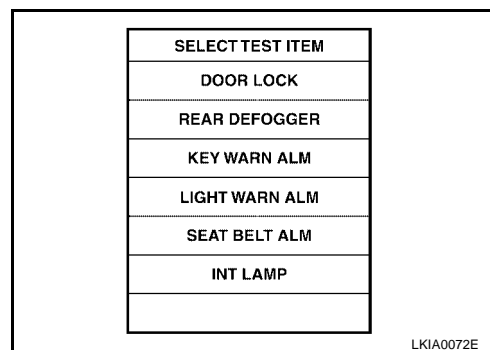 SELECT TEST ITEM
DOOR LOCK
REAR DEFOGGER
KEY WARN ALM
LIGHT WARN ALM
SEAT BELT ALM
INT LAMP
LKIA0072E